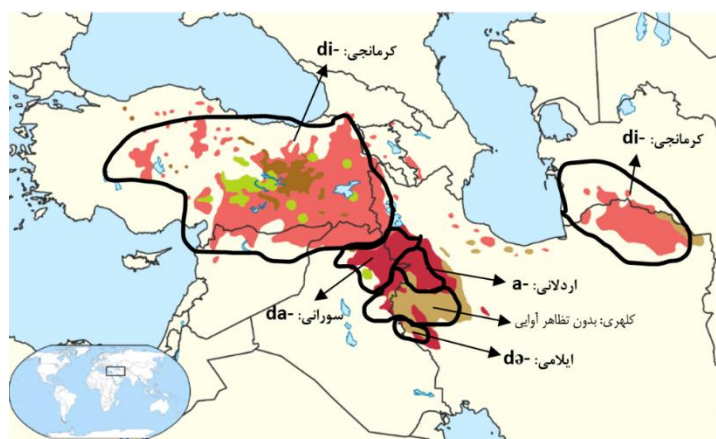 کرمانجی: di-
کرمانجی: di-
اردلانی: a-
سورانی: da-
کلهری: بدون تظاهر آوایی
ایلامی: də-